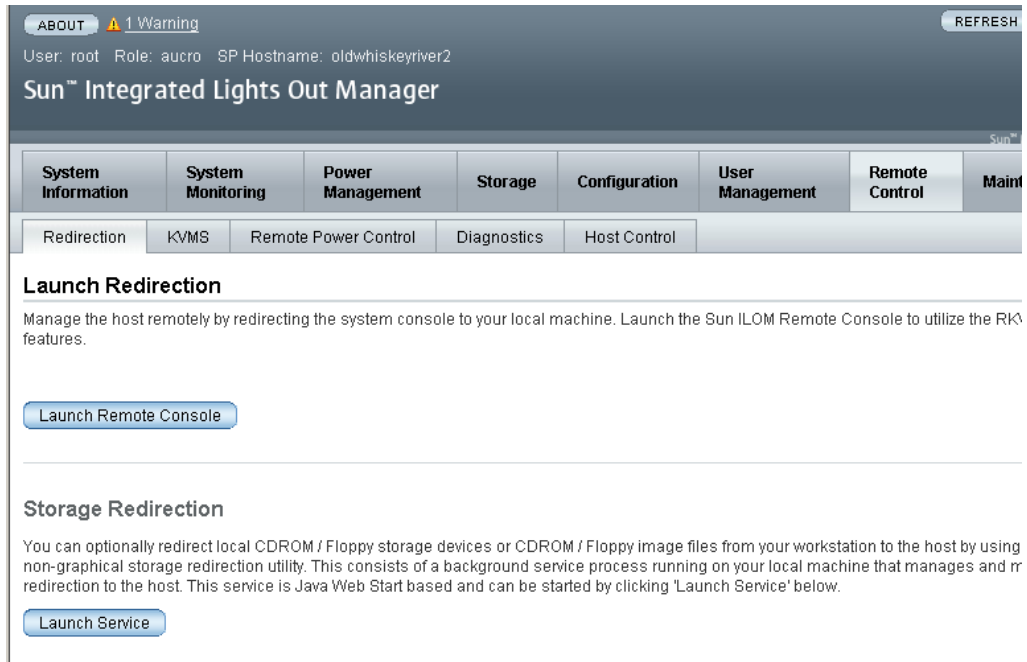 ABOUT 1 Warning REFRESH
User: root Role: aucro SP Hostname: oldwhiskeyriver2
Sun™ Integrated Lights Out Manager
Sun™
System Information System Monitoring Power Management Storage Configuration User Management Remote Control Maint
Redirection KVMS Remote Power Control Diagnostics Host Control
Launch Redirection
Manage the host remotely by redirecting the system console to your local machine. Launch the Sun ILOM Remote Console to utilize the RKV
features.
Launch Remote Console
Storage Redirection
You can optionally redirect local CDROM / Floppy storage devices or CDROM / Floppy image files from your workstation to the host by using
non-graphical storage redirection utility. This consists of a background service process running on your local machine that manages and m
redirection to the host. This service is Java Web Start based and can be started by clicking 'Launch Service' below.
Launch Service